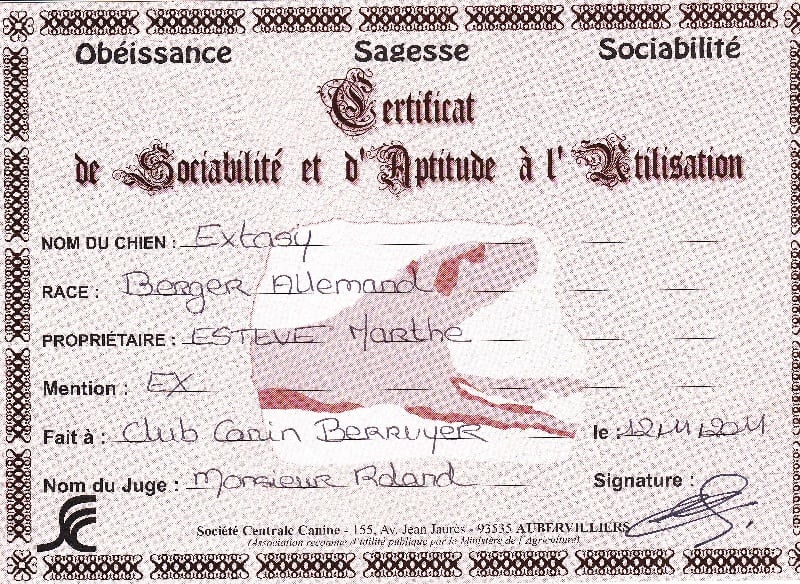 Obéissance Sagesse Sociabilité
Certificat
de Sociabilité et d'Aptitude à l'Utilisation
NOM DU CHIEN : Extasy
RACE : Berger Allemand
PROPRIÉTAIRE : ESTEVE Marthe
Mention : EX
Fait à : Club Canin Berruyer le : 12/11/2011
Nom du Juge : Monsieur Roland Signature :
Société Centrale Canine - 155, Av. Jean Jaurès - 93535 AUBERVILLIERS
(Association reconnue d'utilité publique par le Ministère de l'Agriculture)